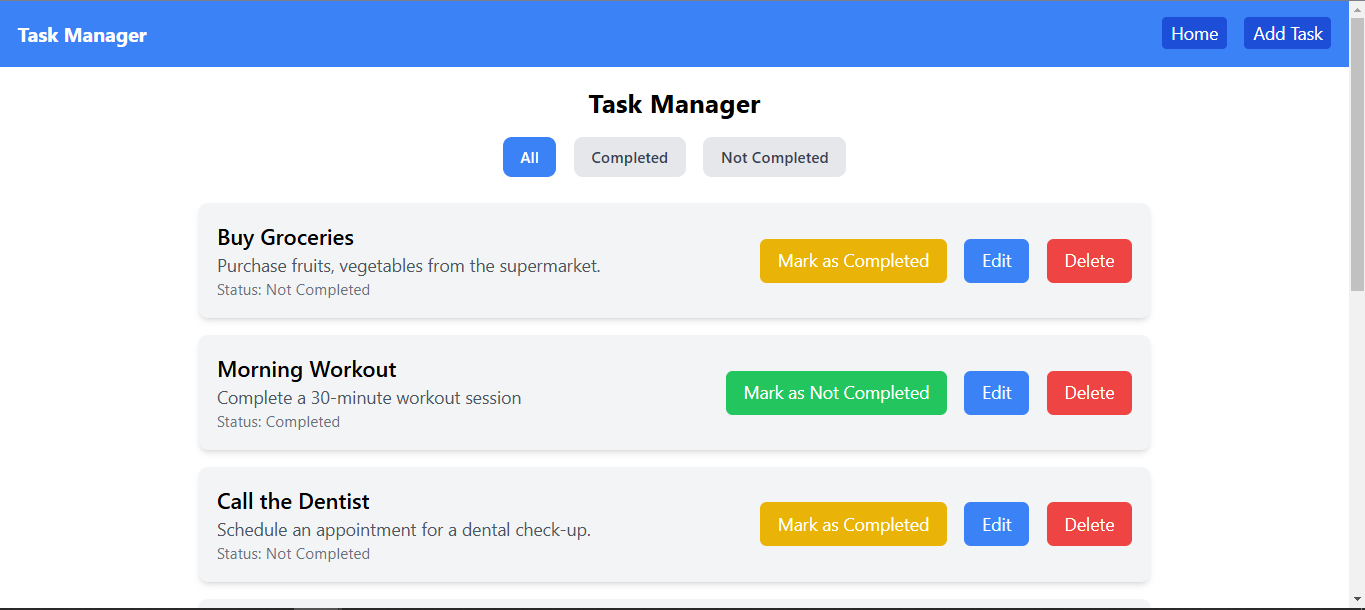 Task Manager
Home
Add Task
Task Manager
All
Completed
Not Completed
Buy Groceries
Purchase fruits, vegetables from the supermarket.
Status: Not Completed
Mark as Completed
Edit
Delete
Morning Workout
Complete a 30-minute workout session
Status: Completed
Mark as Not Completed
Edit
Delete
Call the Dentist
Schedule an appointment for a dental check-up.
Status: Not Completed
Mark as Completed
Edit
Delete